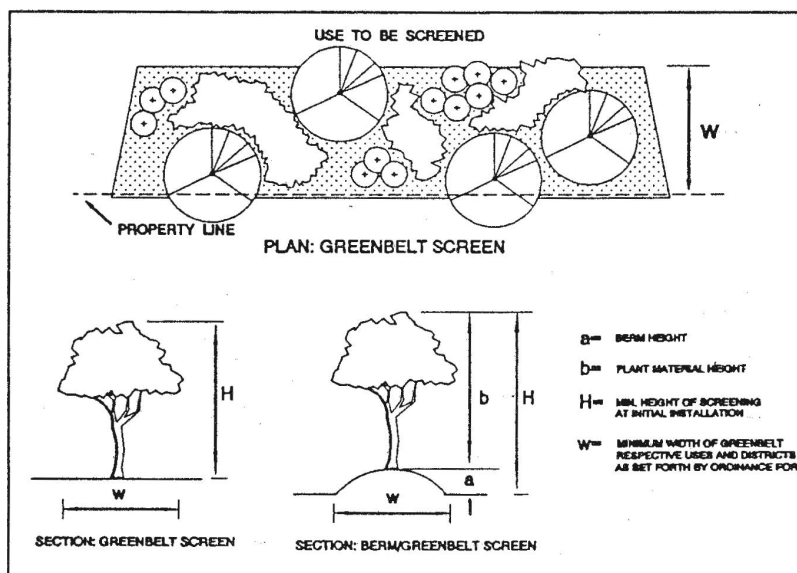 USE TO BE SCREENED
W
PROPERTY LINE
PLAN: GREENBELT SCREEN
H
w
SECTION: GREENBELT SCREEN
b
H
a
w
SECTION: BERM/GREENBELT SCREEN
a= BERM HEIGHT
b= PLANT MATERIAL HEIGHT
H= MIN. HEIGHT OF SCREENING
AT INITIAL INSTALLATION
W= MINIMUM WIDTH OF GREENBELT
RESPECTIVE USES AND DISTRICTS
AS SET FORTH BY ORDINANCE FOR